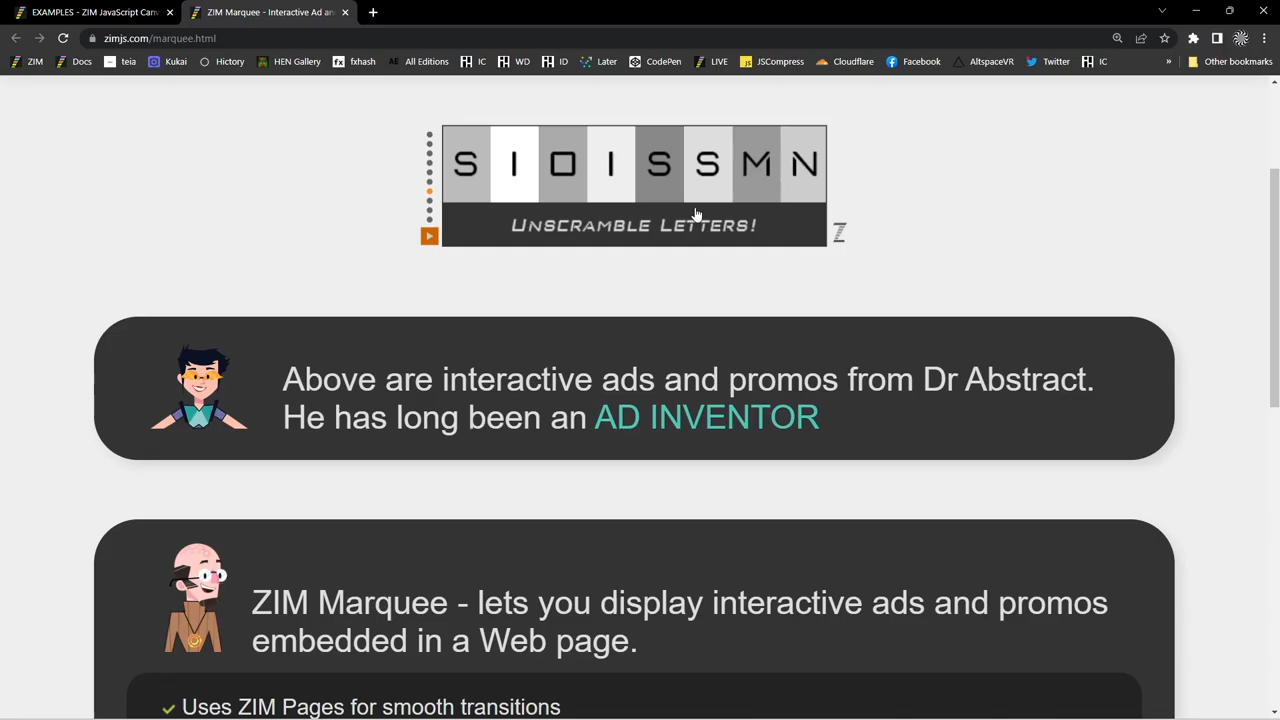 EXAMPLES - ZIM JavaScript Canv
ZIM Marquee - Interactive Ad an
zimjs.com/marquee.html
ZIM
Docs
teia
Kukai
Hictory
HEN Gallery
fxhash
All Editions
IC
WD
ID
Later
CodePen
LIVE
JSCompress
Cloudflare
Facebook
AltspaceVR
Twitter
IC
»
Other bookmarks
S I O I S S M N
UNSCRAMBLE LETTERS!
Z
Above are interactive ads and promos from Dr Abstract.
He has long been an AD INVENTOR
ZIM Marquee - lets you display interactive ads and promos
embedded in a Web page.
Uses ZIM Pages for smooth transitions